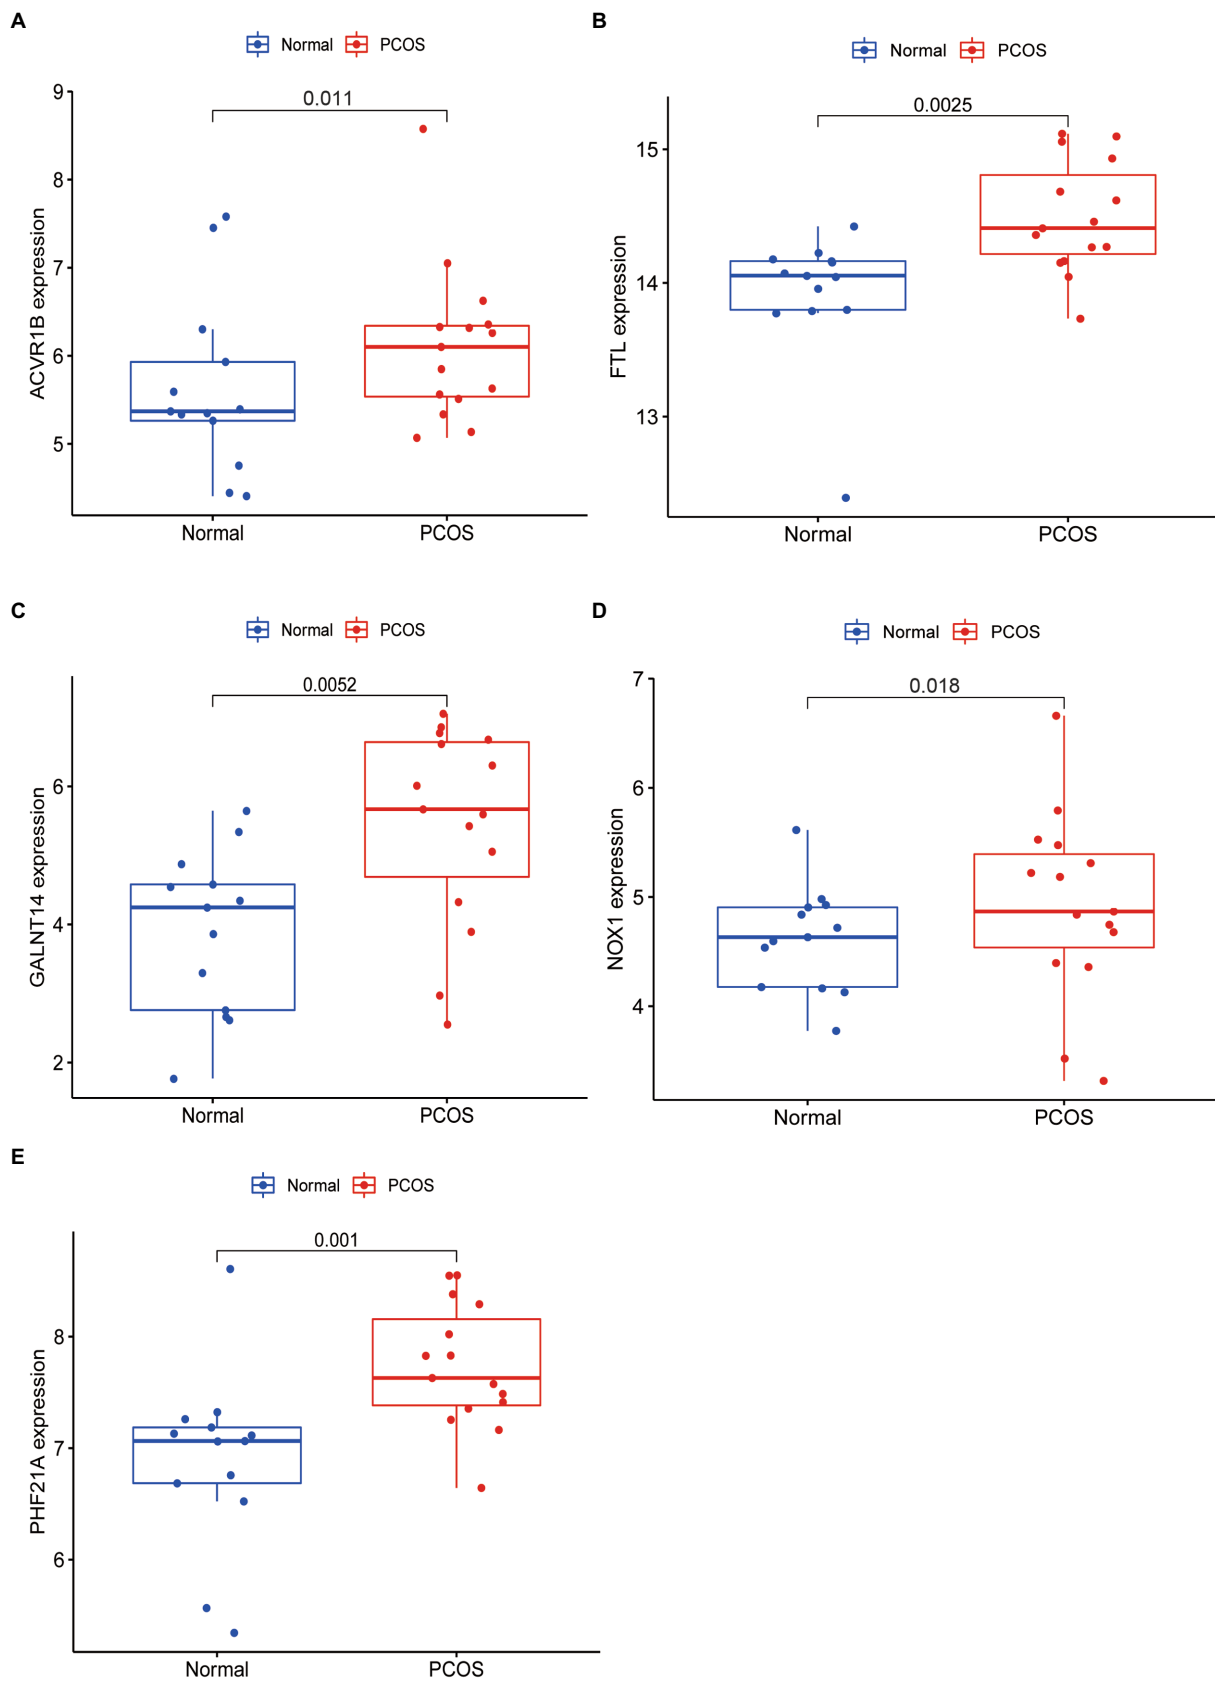 A
Normal PCOS
0.011
ACVR1B expression
9
8
7
6
5
Normal PCOS
B
Normal PCOS
0.0025
FTL expression
15
14
13
Normal PCOS
C
Normal PCOS
0.0052
GALNT14 expression
6
4
2
Normal PCOS
D
Normal PCOS
0.018
NOX1 expression
7
6
5
4
Normal PCOS
E
Normal PCOS
0.001
PHF21A expression
8
7
6
Normal PCOS